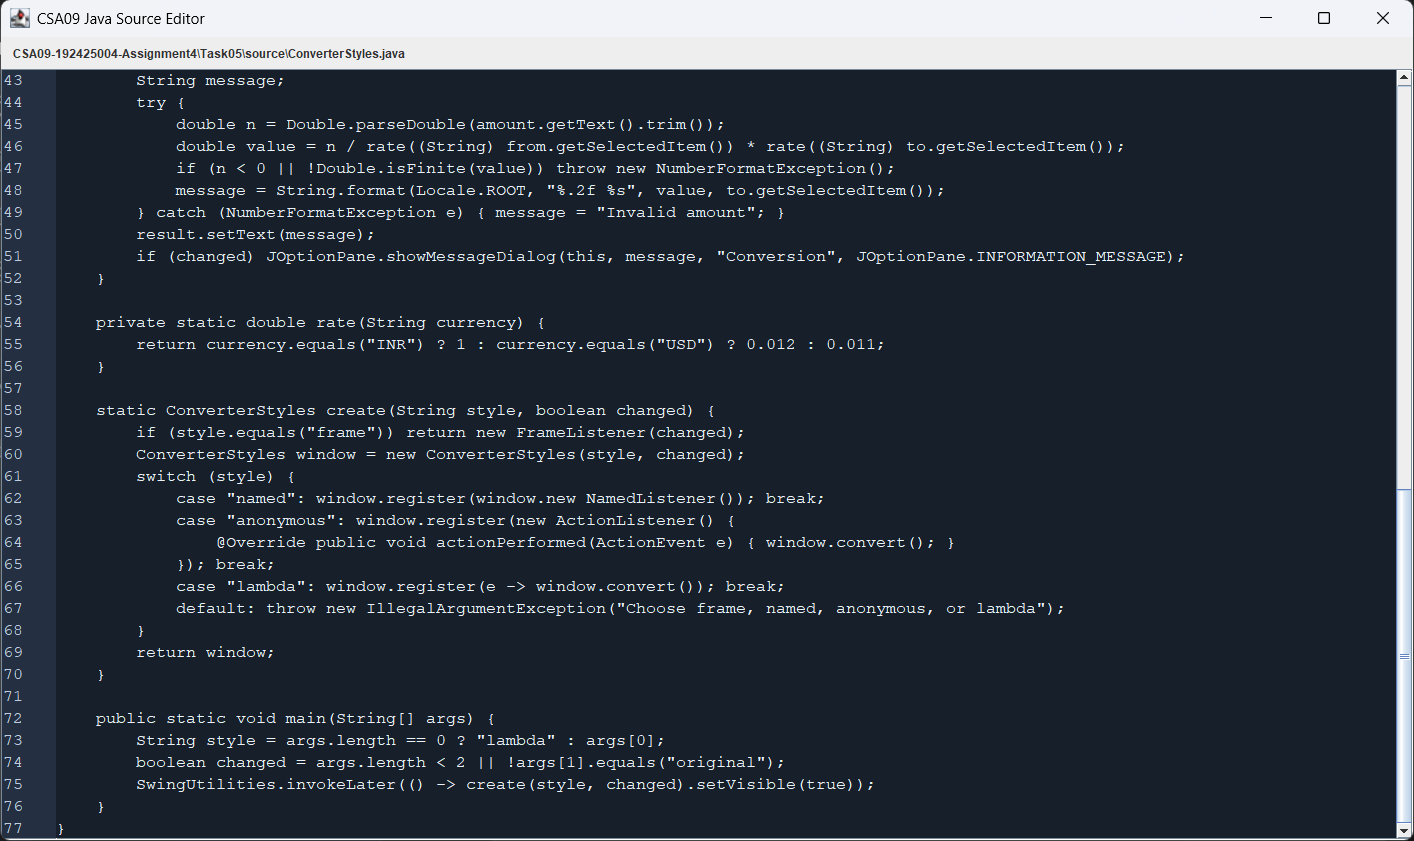 CSA09 Java Source Editor
CSA09-192425004-Assignment4\Task05\source\ConverterStyles.java
43         String message;
44         try {
45             double n = Double.parseDouble(amount.getText().trim());
46             double value = n / rate((String) from.getSelectedItem()) * rate((String) to.getSelectedItem());
47             if (n < 0 || !Double.isFinite(value)) throw new NumberFormatException();
48             message = String.format(Locale.ROOT, "%.2f %s", value, to.getSelectedItem());
49         } catch (NumberFormatException e) { message = "Invalid amount"; }
50         result.setText(message);
51         if (changed) JOptionPane.showMessageDialog(this, message, "Conversion", JOptionPane.INFORMATION_MESSAGE);
52     }
53
54     private static double rate(String currency) {
55         return currency.equals("INR") ? 1 : currency.equals("USD") ? 0.012 : 0.011;
56     }
57
58     static ConverterStyles create(String style, boolean changed) {
59         if (style.equals("frame")) return new FrameListener(changed);
60         ConverterStyles window = new ConverterStyles(style, changed);
61         switch (style) {
62             case "named": window.register(window.new NamedListener()); break;
63             case "anonymous": window.register(new ActionListener() {
64                 @Override public void actionPerformed(ActionEvent e) { window.convert(); }
65             }); break;
66             case "lambda": window.register(e -> window.convert()); break;
67             default: throw new IllegalArgumentException("Choose frame, named, anonymous, or lambda");
68         }
69         return window;
70     }
71
72     public static void main(String[] args) {
73         String style = args.length == 0 ? "lambda" : args[0];
74         boolean changed = args.length < 2 || !args[1].equals("original");
75         SwingUtilities.invokeLater(() -> create(style, changed).setVisible(true));
76     }
77 }